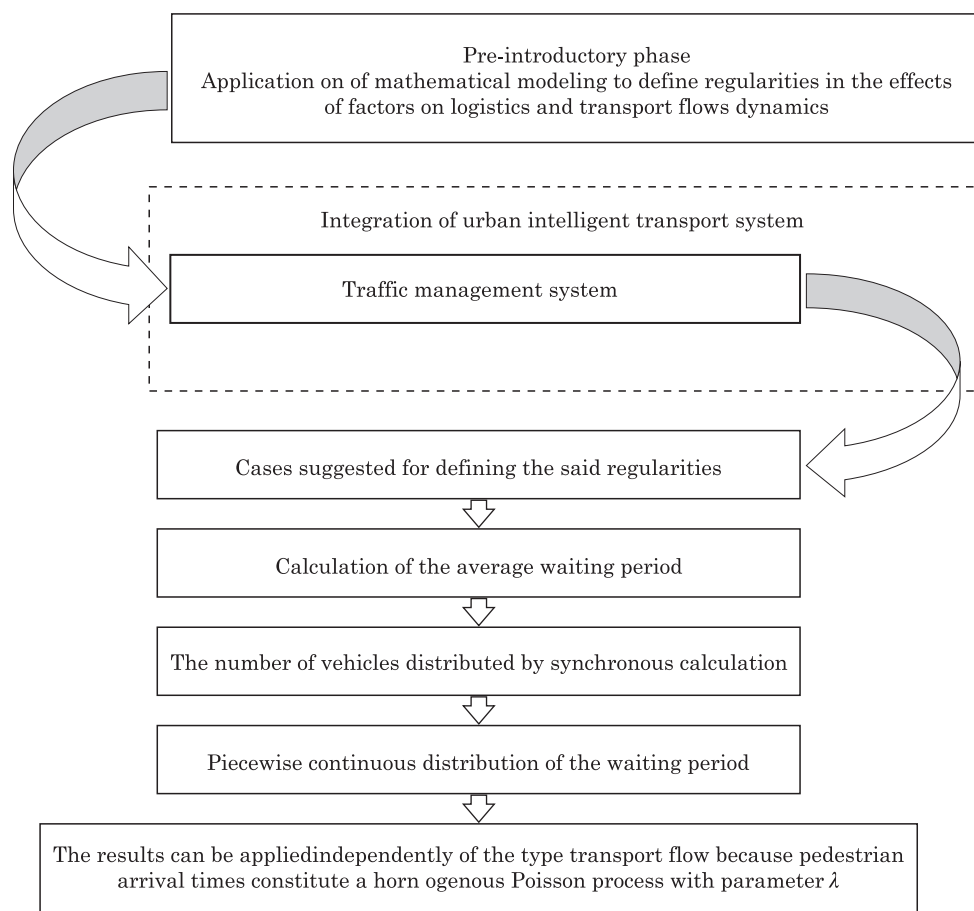 Pre-introductory phase
Application on of mathematical modeling to define regularities in the effects
of factors on logistics and transport flows dynamics
Integration of urban intelligent transport system
Traffic management system
Cases suggested for defining the said regularities
Calculation of the average waiting period
The number of vehicles distributed by synchronous calculation
Piecewise continuous distribution of the waiting period
The results can be appliedindependently of the type transport flow because pedestrian
arrival times constitute a horn ogenous Poisson process with parameter λ